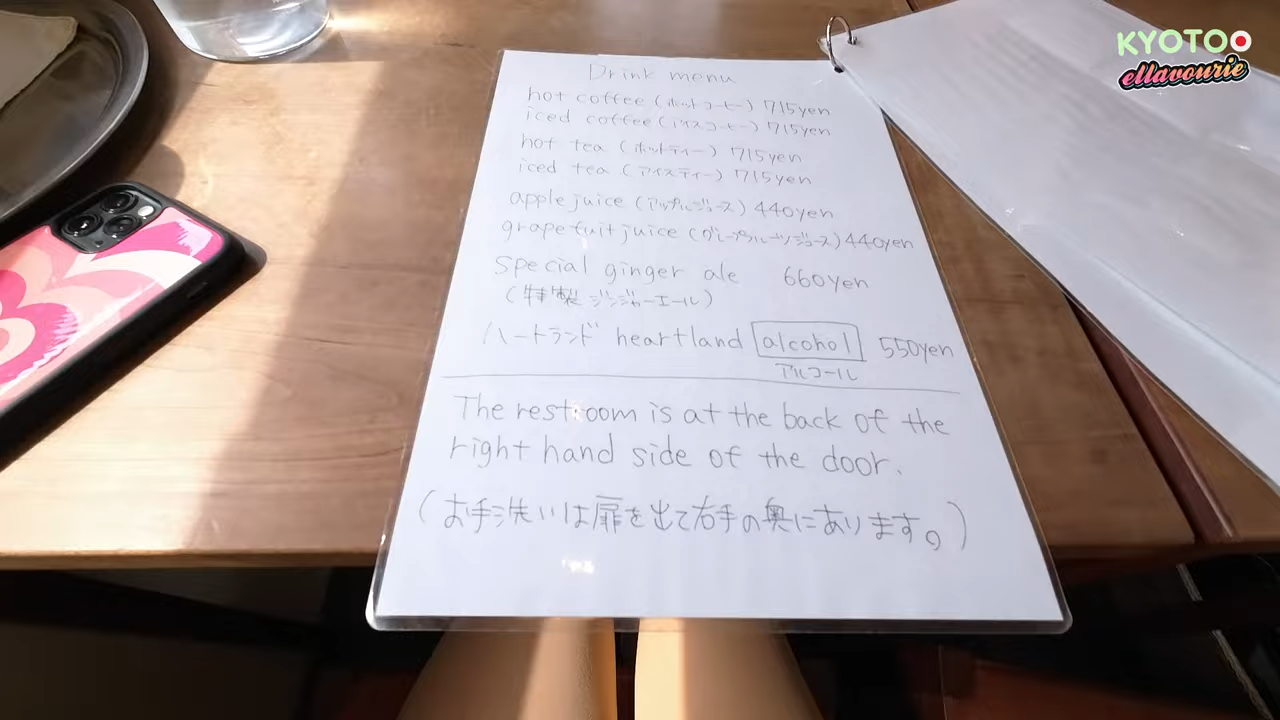 KYOTO
ellavourie
Drink menu
hot coffee (ホットコーヒー) 715yen
iced coffee (アイスコーヒー) 715yen
hot tea (ホットティー) 715yen
iced tea (アイスティー) 715yen
apple juice (アップルジュース) 440yen
grape fuit juice (グレープフルーツジュース) 440yen
special ginger ale 660yen
(特製 ジンジャーエール)
ハートランド heartland alcohol 550yen
アルコール
The restroom is at the back of the
right hand side of the door.
(お手洗いは扉を出て右手の奥にあります。)